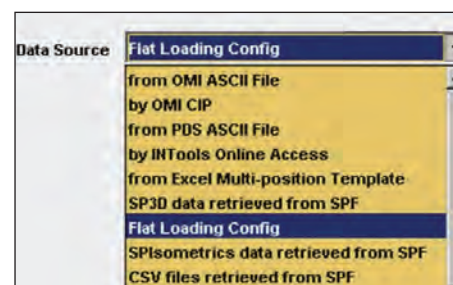 Data Source Flat Loading Config
from OMI ASCII File
by OMI CIP
from PDS ASCII File
by INTools Online Access
from Excel Multi-position Template
SP3D data retrieved from SPF
Flat Loading Config
SPIsometrics data retrieved from SPF
CSV files retrieved from SPF